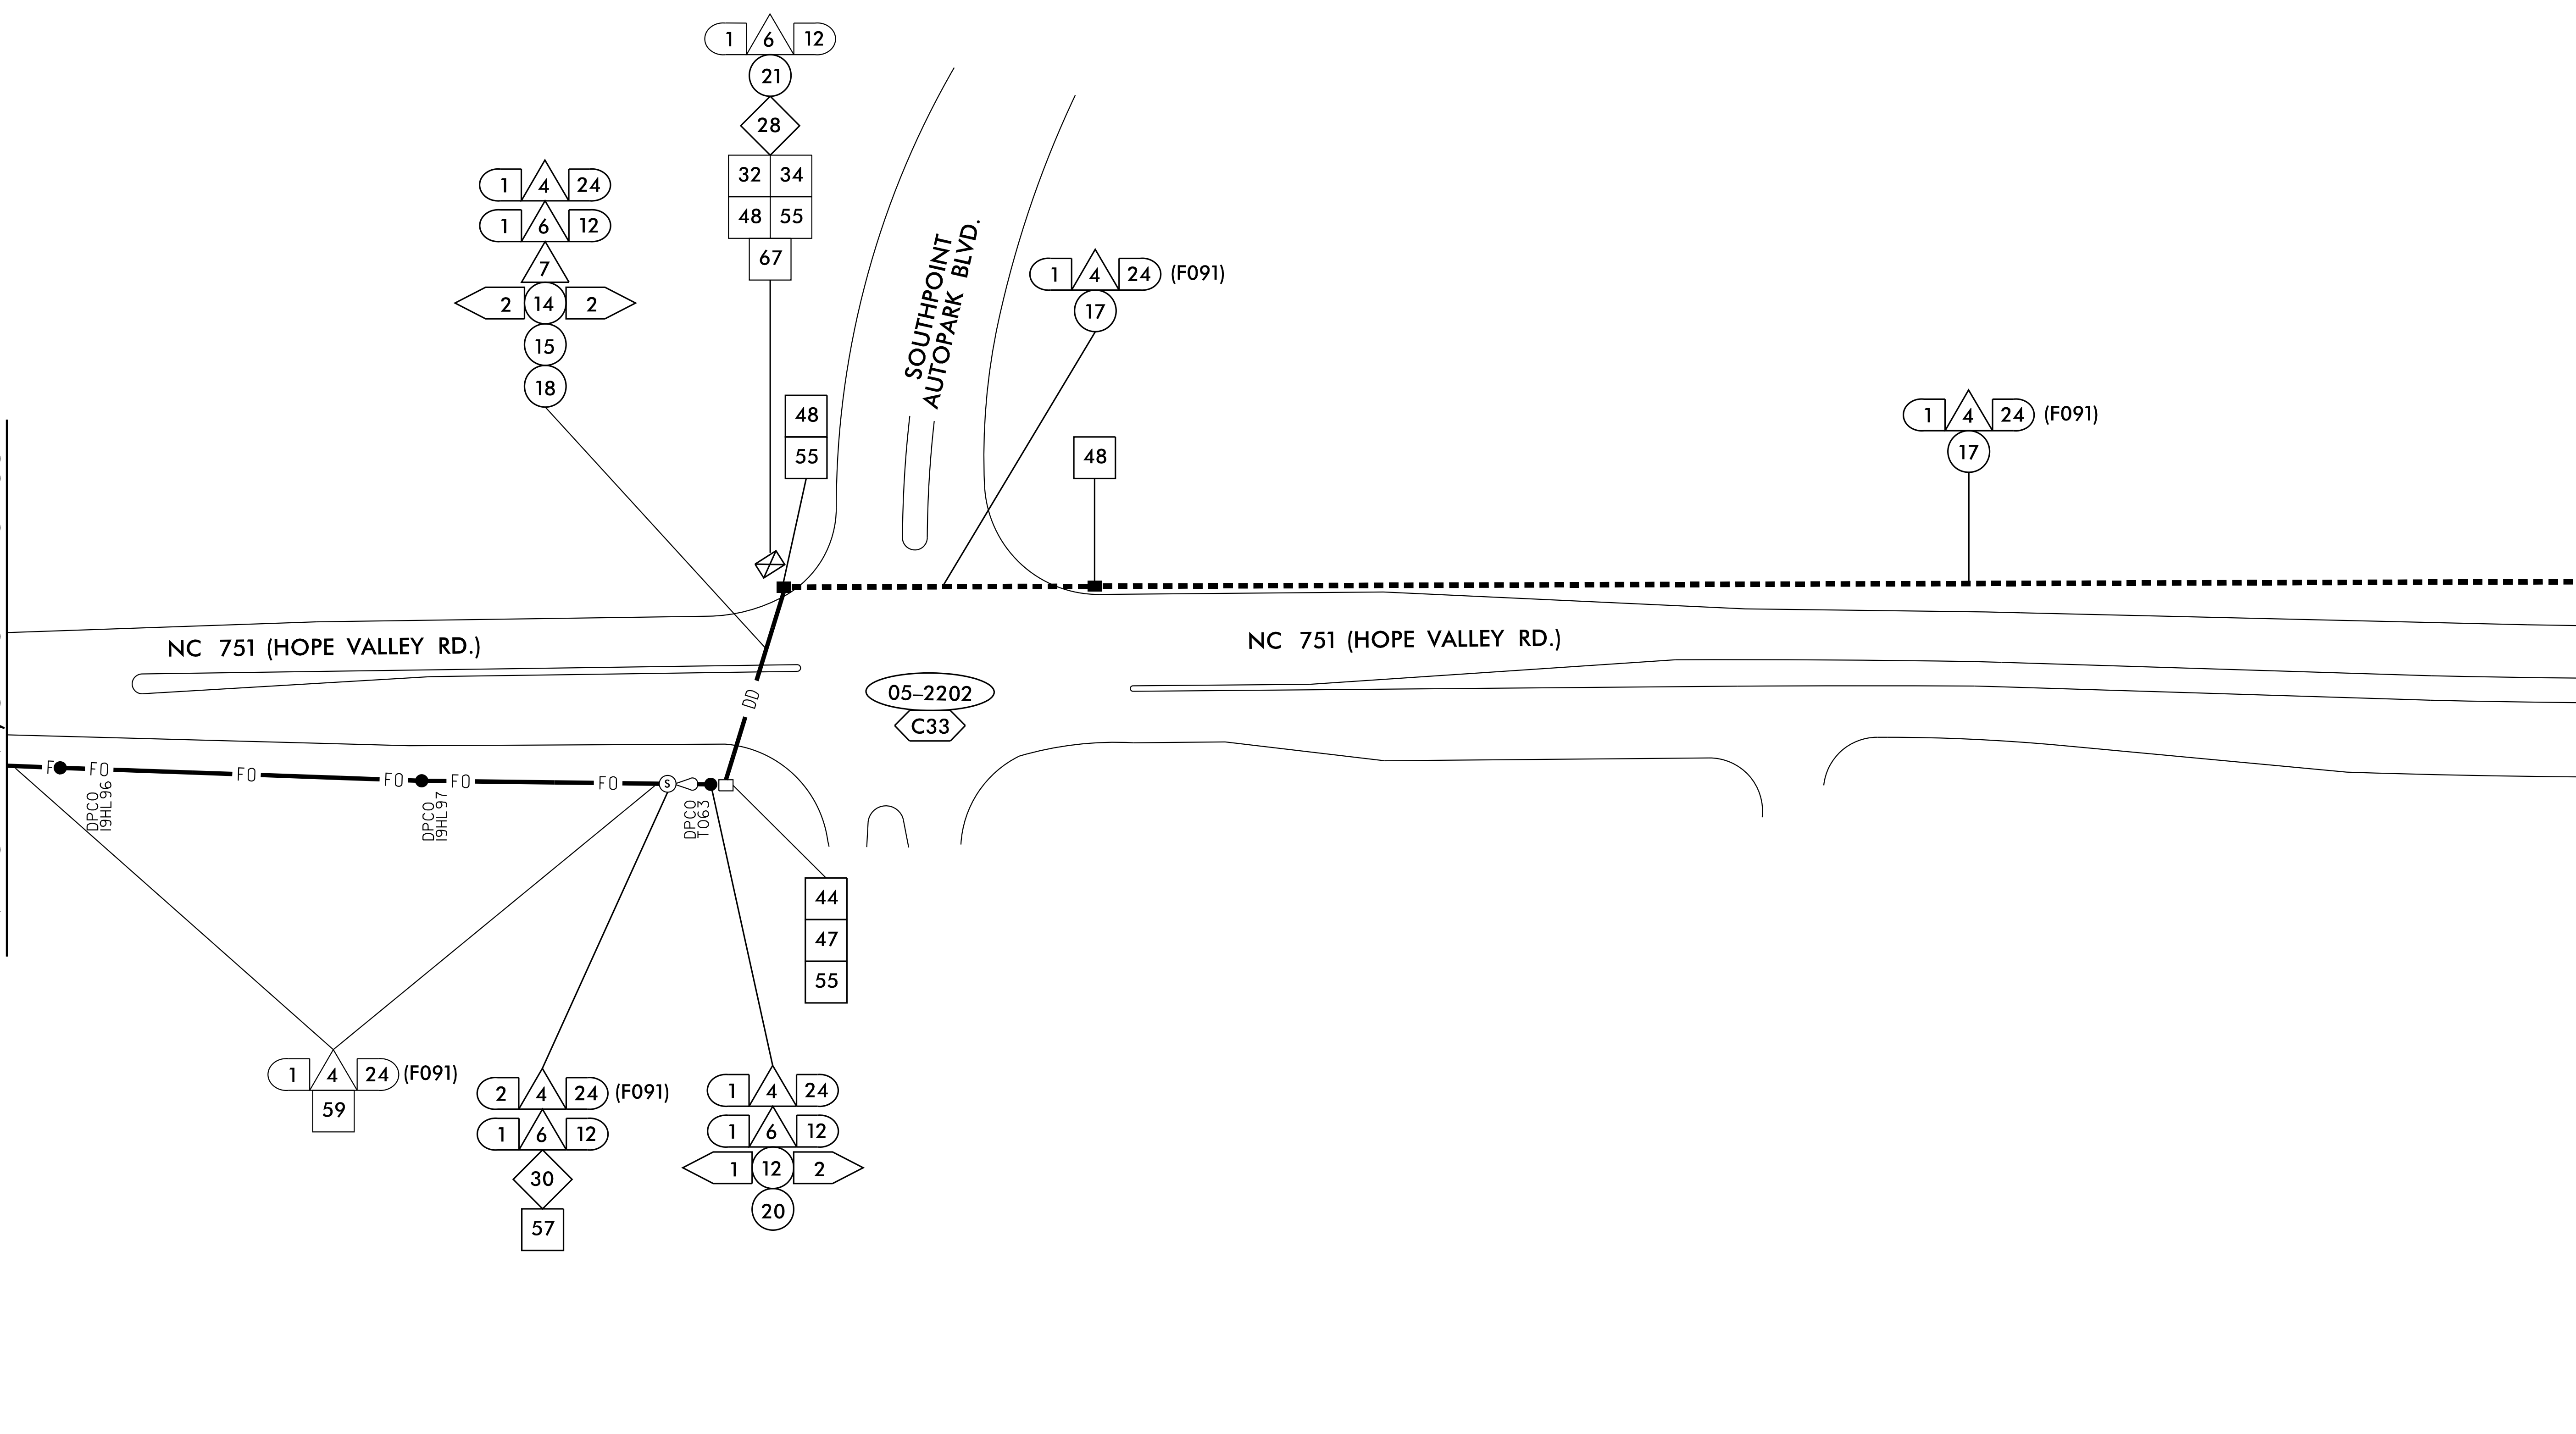 1 6 12
21
28
32 34
48 55
67
1 4 24
1 6 12
7
2 14 2
15
18
48
55
SOUTHPOINT
AUTOPARK BLVD.
1 4 24 (F091)
17
48
1 4 24 (F091)
17
NC 751 (HOPE VALLEY RD.)
NC 751 (HOPE VALLEY RD.)
DD
05–2202
C33
F FO FO FO FO FO S
DPCO
19HL96
DPCO
19HL97
DPCO
T063
44
47
55
1 4 24 (F091)
59
2 4 24 (F091)
1 6 12
30
57
1 4 24
1 6 12
1 12 2
20